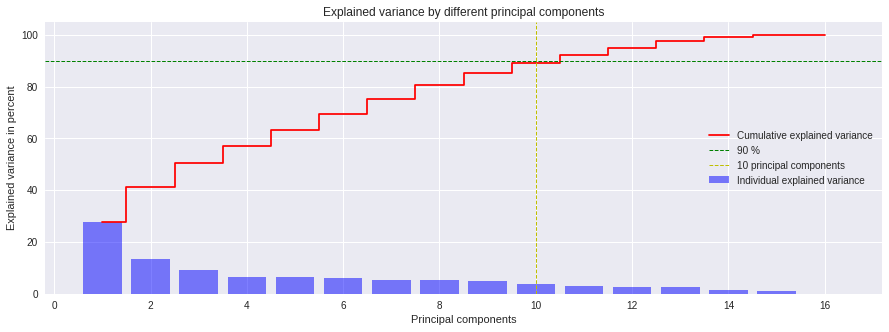 Explained variance by different principal components
Explained variance in percent
100
80
60
40
20
0
Cumulative explained variance
90 %
10 principal components
Individual explained variance
0 2 4 6 8 10 12 14 16
Principal components